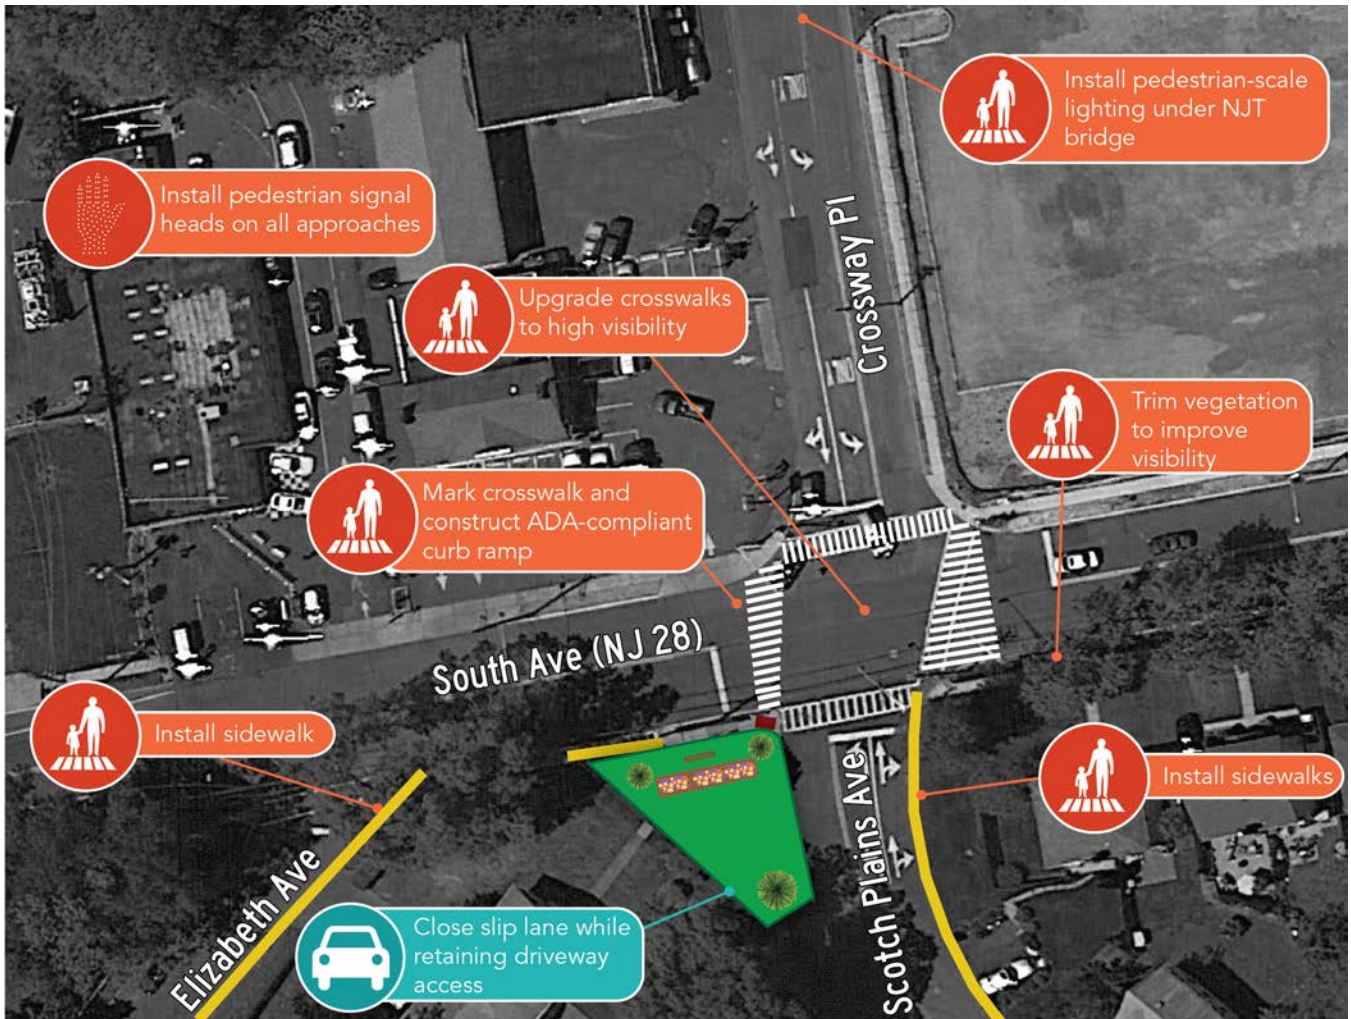 Install pedestrian-scale
lighting under NJT
bridge
Install pedestrian signal
heads on all approaches
Crossway Pl
Upgrade crosswalks
to high visibility
Trim vegetation
to improve
visibility
Mark crosswalk and
construct ADA-compliant
curb ramp
South Ave (NJ 28)
Install sidewalk
Install sidewalks
Elizabeth Ave
Scotch Plains Ave
Close slip lane while
retaining driveway
access